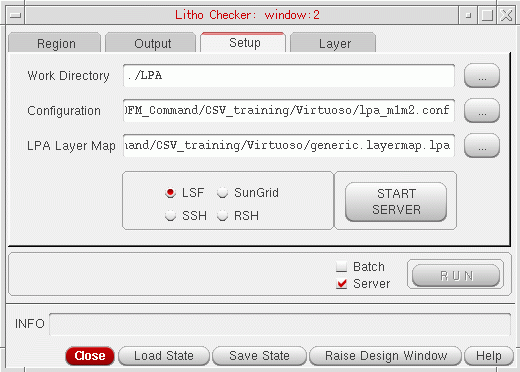 Litho Checker: window:2
Region Output Setup Layer
Work Directory ./LPA ...
Configuration DFM_Command/CSV_training/Virtuoso/lpa_m1m2.conf ...
LPA Layer Map mand/CSV_training/Virtuoso/generic.layermap.lpa ...
LSF SunGrid
SSH RSH
START
SERVER
Batch
Server
RUN
INFO
Close Load State Save State Raise Design Window Help